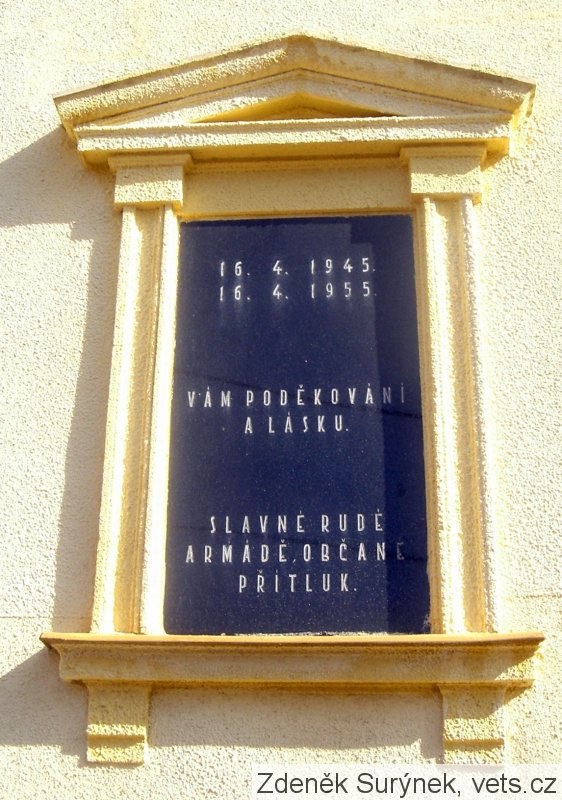 16. 4. 1945.
16. 4. 1955.
VÁM PODĚKOVÁNÍ
A LÁSKU.
SLAVNÉ RUDÉ
ARMÁDĚ, OBČANÉ
PŘÍTLUK.
Zdeněk Surýnek, vets.cz